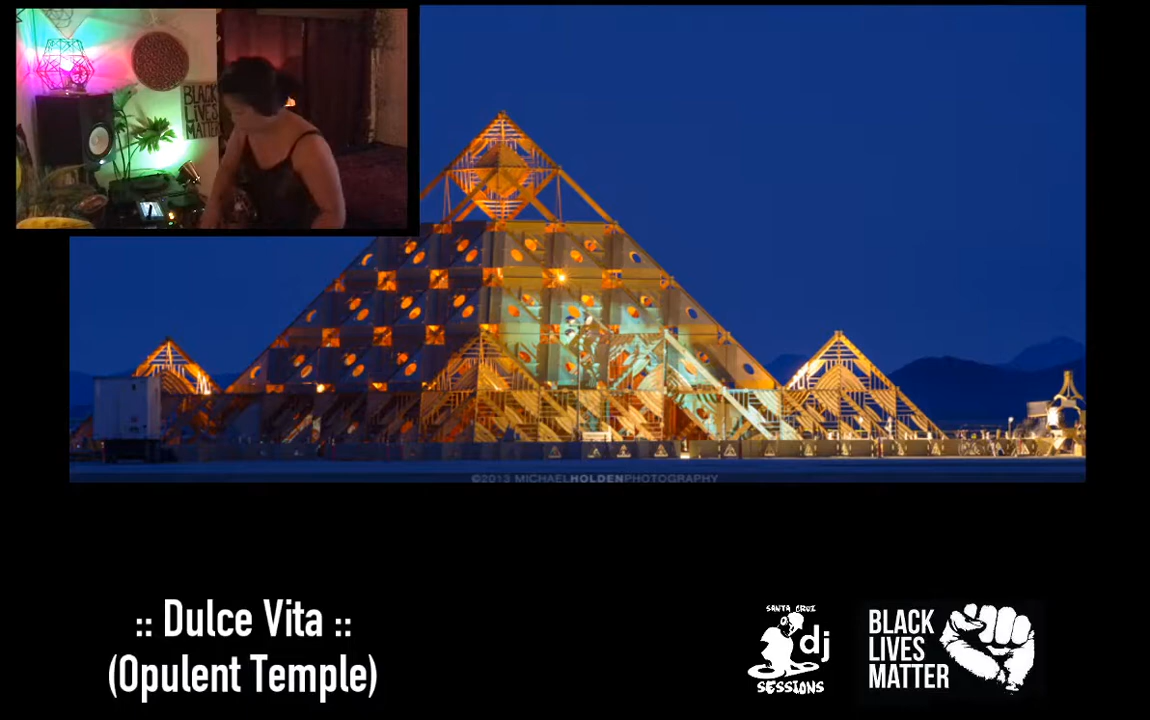 BLACK
LIVES
MATTER
©2013 MICHAELHOLDENPHOTOGRAPHY
:: Dulce Vita ::
(Opulent Temple)
SANTA CRUZ
dj
SESSIONS
BLACK
LIVES
MATTER